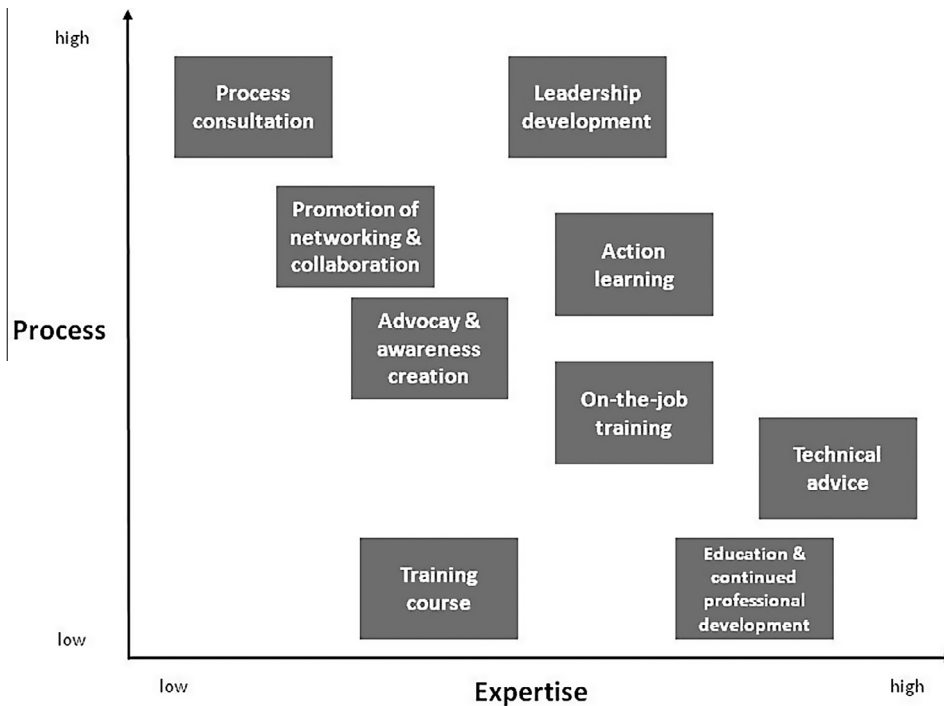 high
Process
consultation
Leadership
development
Promotion of
networking &
collaboration
Action
learning
Advocay &
awareness
creation
Process
On-the-job
training
Technical
advice
Training
course
Education &
continued
professional
development
low
low
Expertise
high